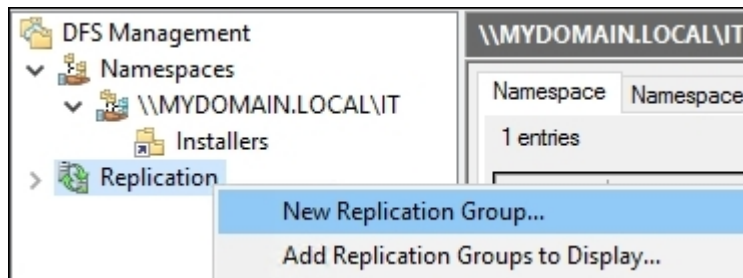 DFS Management
Namespaces
\\MYDOMAIN.LOCAL\IT
Installers
Replication
\\MYDOMAIN.LOCAL\IT
Namespace
Namespace
1 entries
New Replication Group...
Add Replication Groups to Display...